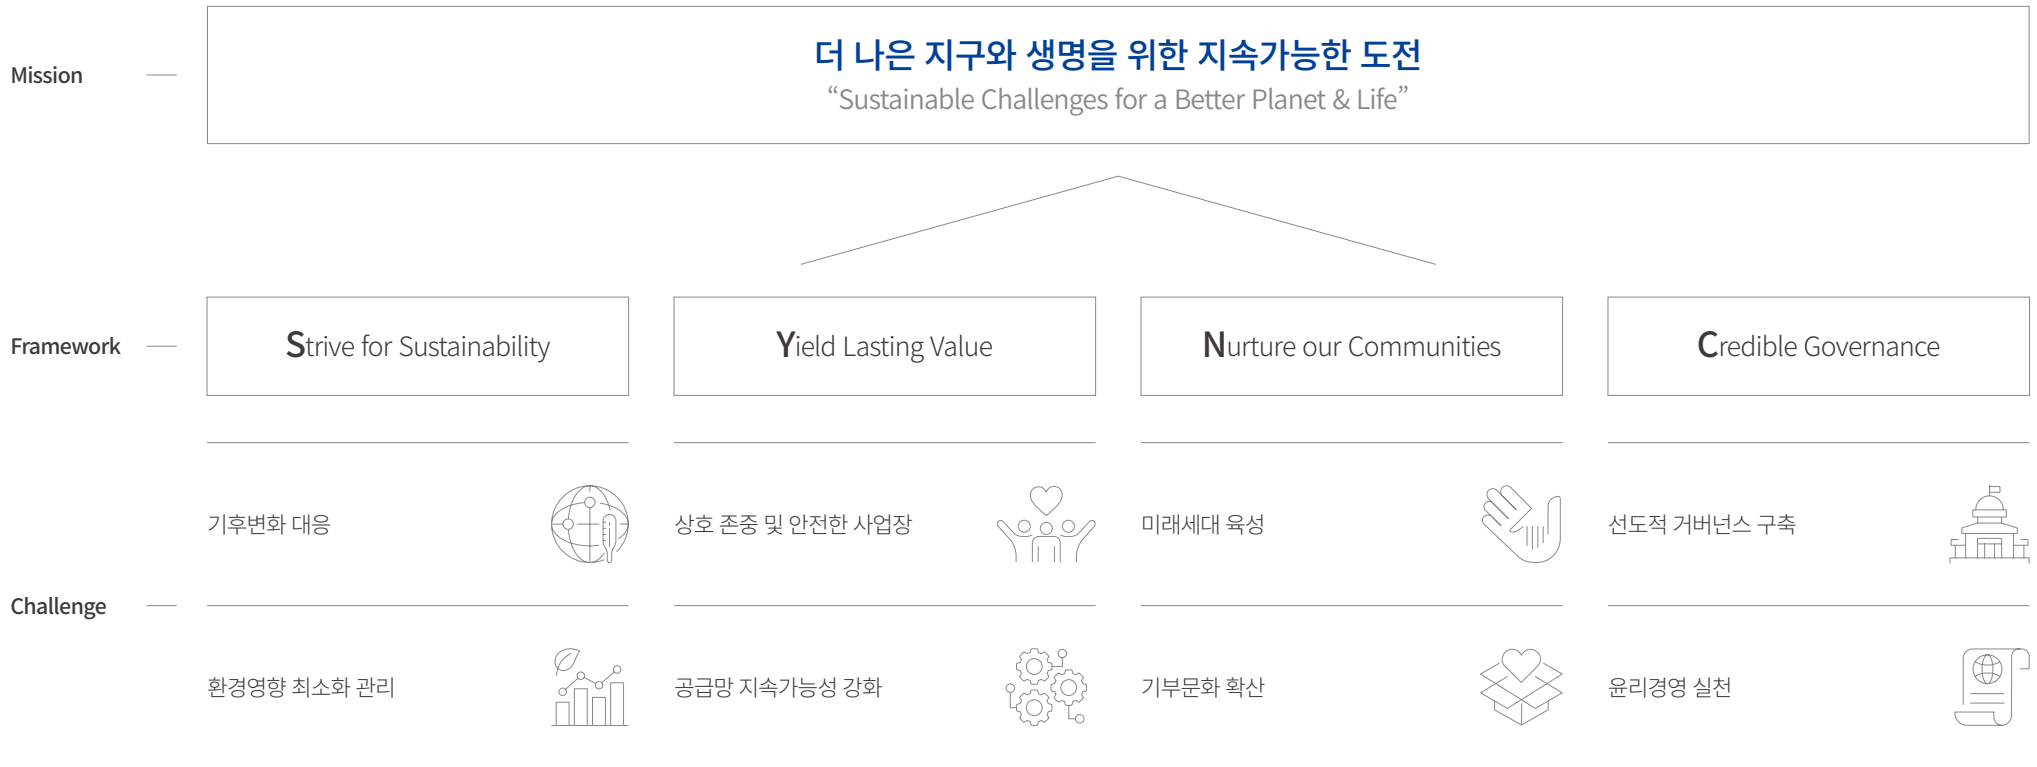 Mission
더 나은 지구와 생명을 위한 지속가능한 도전
“Sustainable Challenges for a Better Planet & Life”
Framework
Strive for Sustainability
Yield Lasting Value
Nurture our Communities
Credible Governance
Challenge
기후변화 대응
상호 존중 및 안전한 사업장
미래세대 육성
선도적 거버넌스 구축
환경영향 최소화 관리
공급망 지속가능성 강화
기부문화 확산
윤리경영 실천